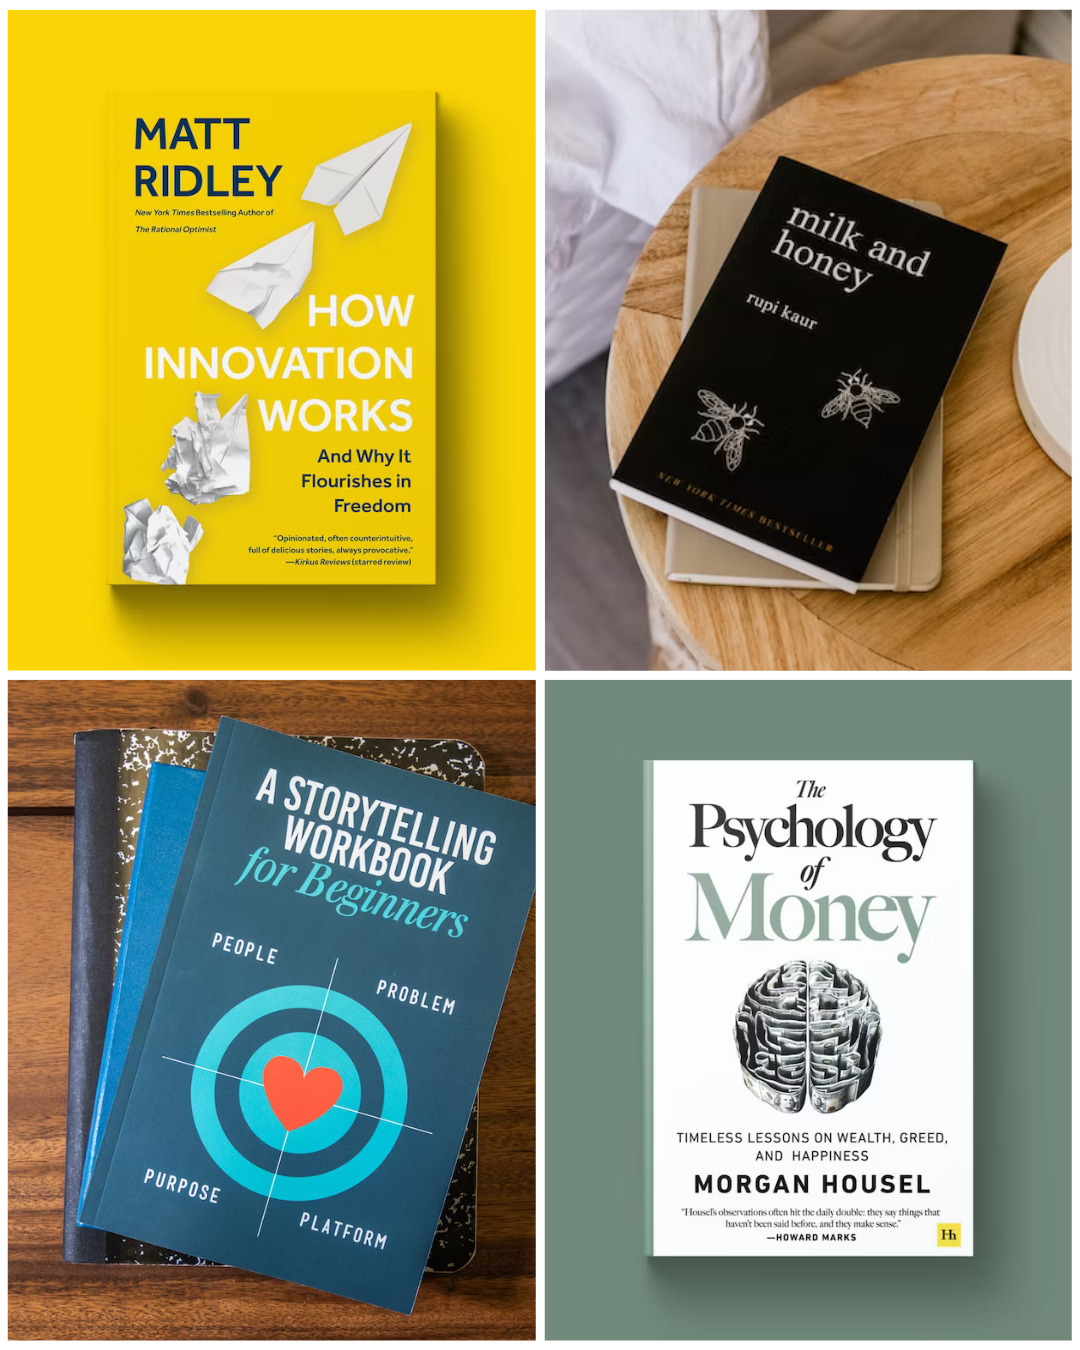 MATT
RIDLEY
New York Times Bestselling Author of
The Rational Optimist
HOW
INNOVATION
WORKS
And Why It
Flourishes in
Freedom
"Opinionated, often counterintuitive,
full of delicious stories, always provocative."
—Kirkus Reviews (starred review)
milk and
honey
rupi kaur
NEW YORK TIMES BESTSELLER
A STORYTELLING
WORKBOOK
for Beginners
PEOPLE
PROBLEM
PURPOSE
PLATFORM
The
Psychology
of
Money
TIMELESS LESSONS ON WEALTH, GREED,
AND HAPPINESS
MORGAN HOUSEL
"Housel's observations often hit the daily double: they say things that
haven't been said before, and they make sense."
—HOWARD MARKS
Hh